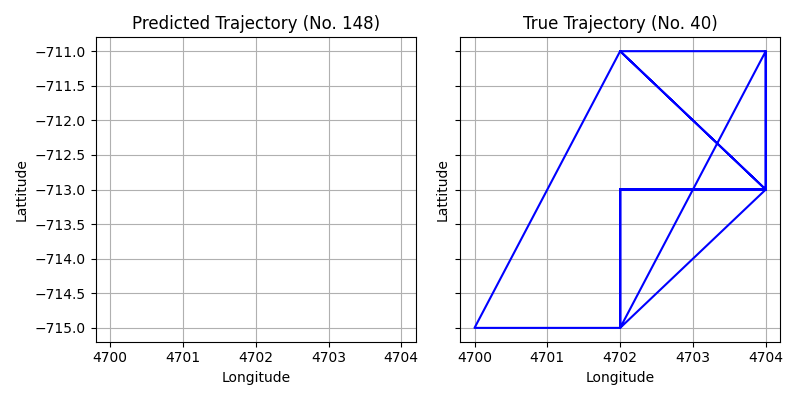 Predicted Trajectory (No. 148)
True Trajectory (No. 40)
Lattitude
−711.0
−711.5
−712.0
−712.5
−713.0
−713.5
−714.0
−714.5
−715.0
4700 4701 4702 4703 4704
Longitude
Lattitude
4700 4701 4702 4703 4704
Longitude